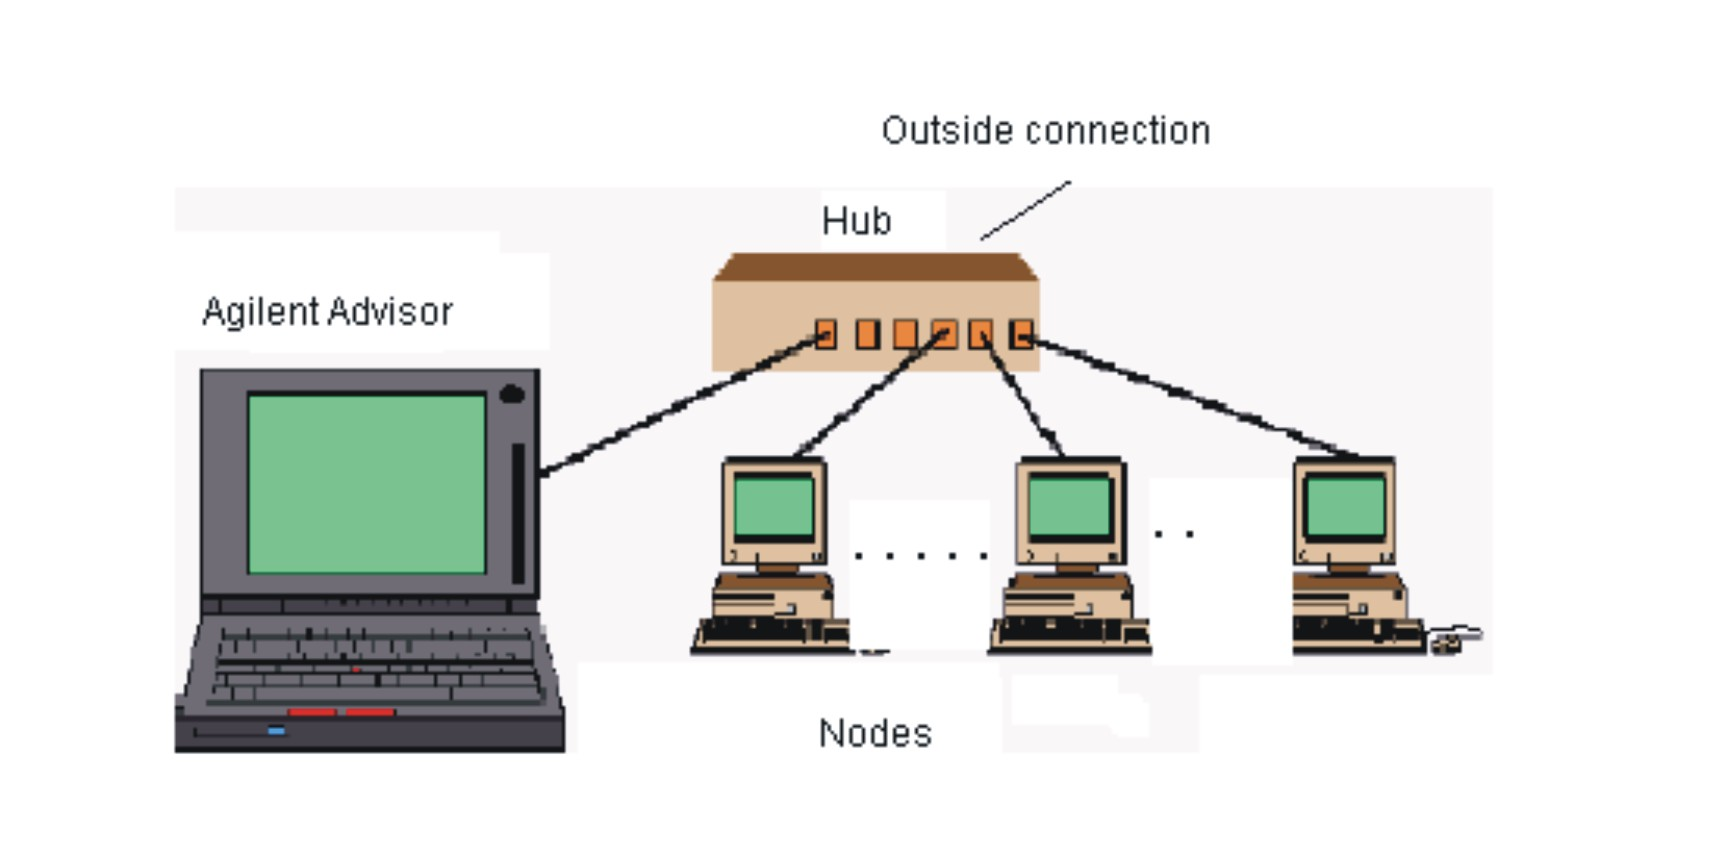 Outside connection
Hub
Agilent Advisor
Nodes